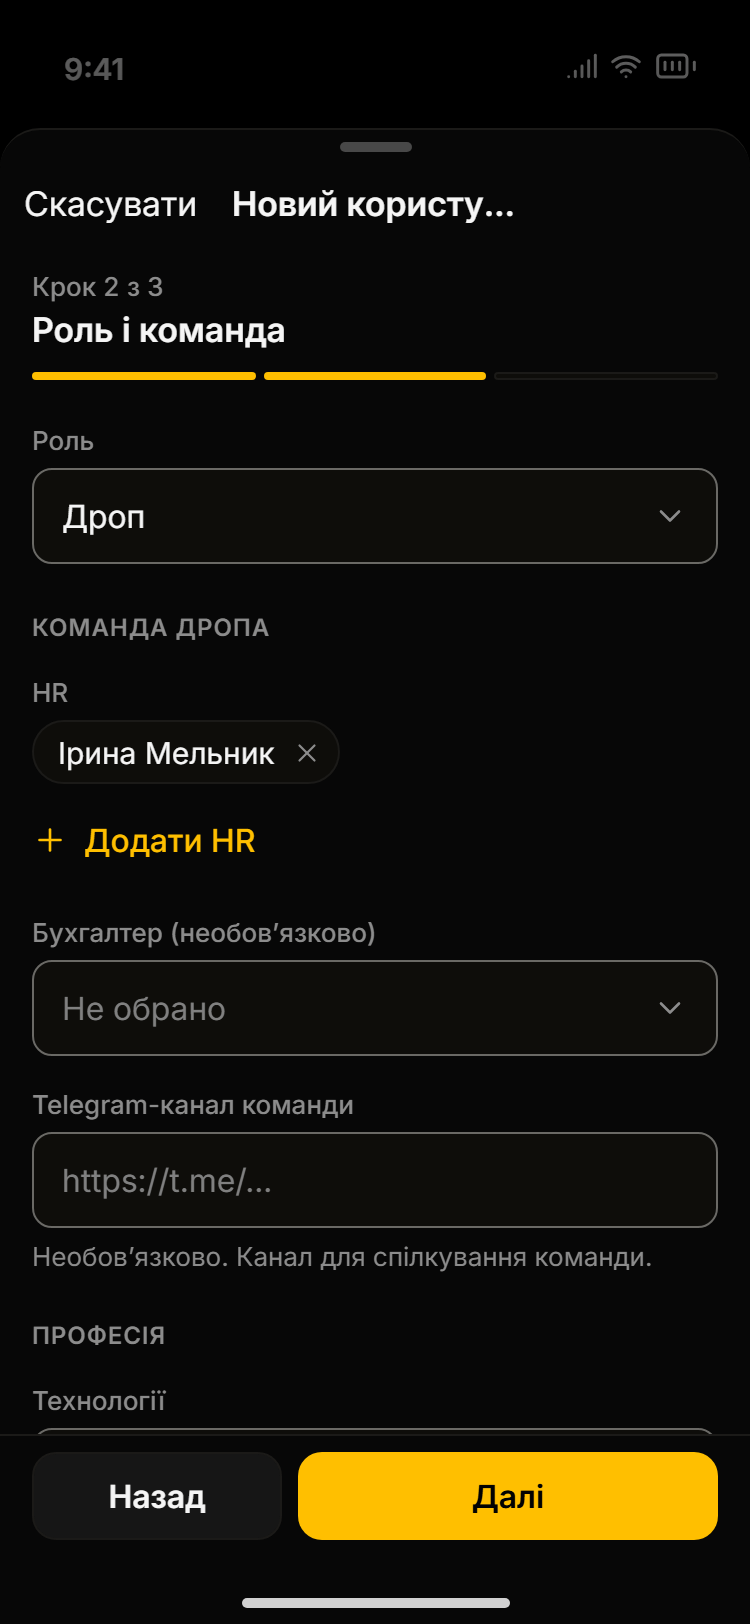 9:41
Скасувати Новий користу...
Крок 2 з 3
Роль і команда
Роль
Дроп
КОМАНДА ДРОПА
HR
Ірина Мельник
Додати HR
Бухгалтер (необов’язково)
Не обрано
Telegram-канал команди
https://t.me/...
Необов’язково. Канал для спілкування команди.
ПРОФЕСІЯ
Технології
Назад Далі